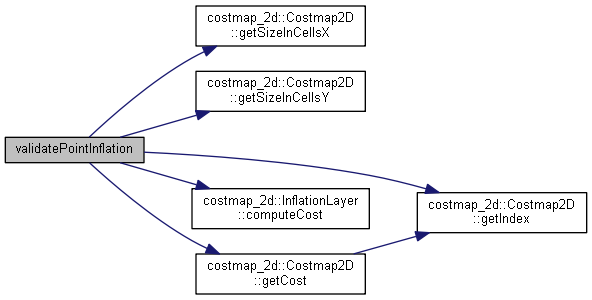 costmap_2d::Costmap2D
::getSizeInCellsX
costmap_2d::Costmap2D
::getSizeInCellsY
validatePointInflation
costmap_2d::InflationLayer
::computeCost
costmap_2d::Costmap2D
::getIndex
costmap_2d::Costmap2D
::getCost